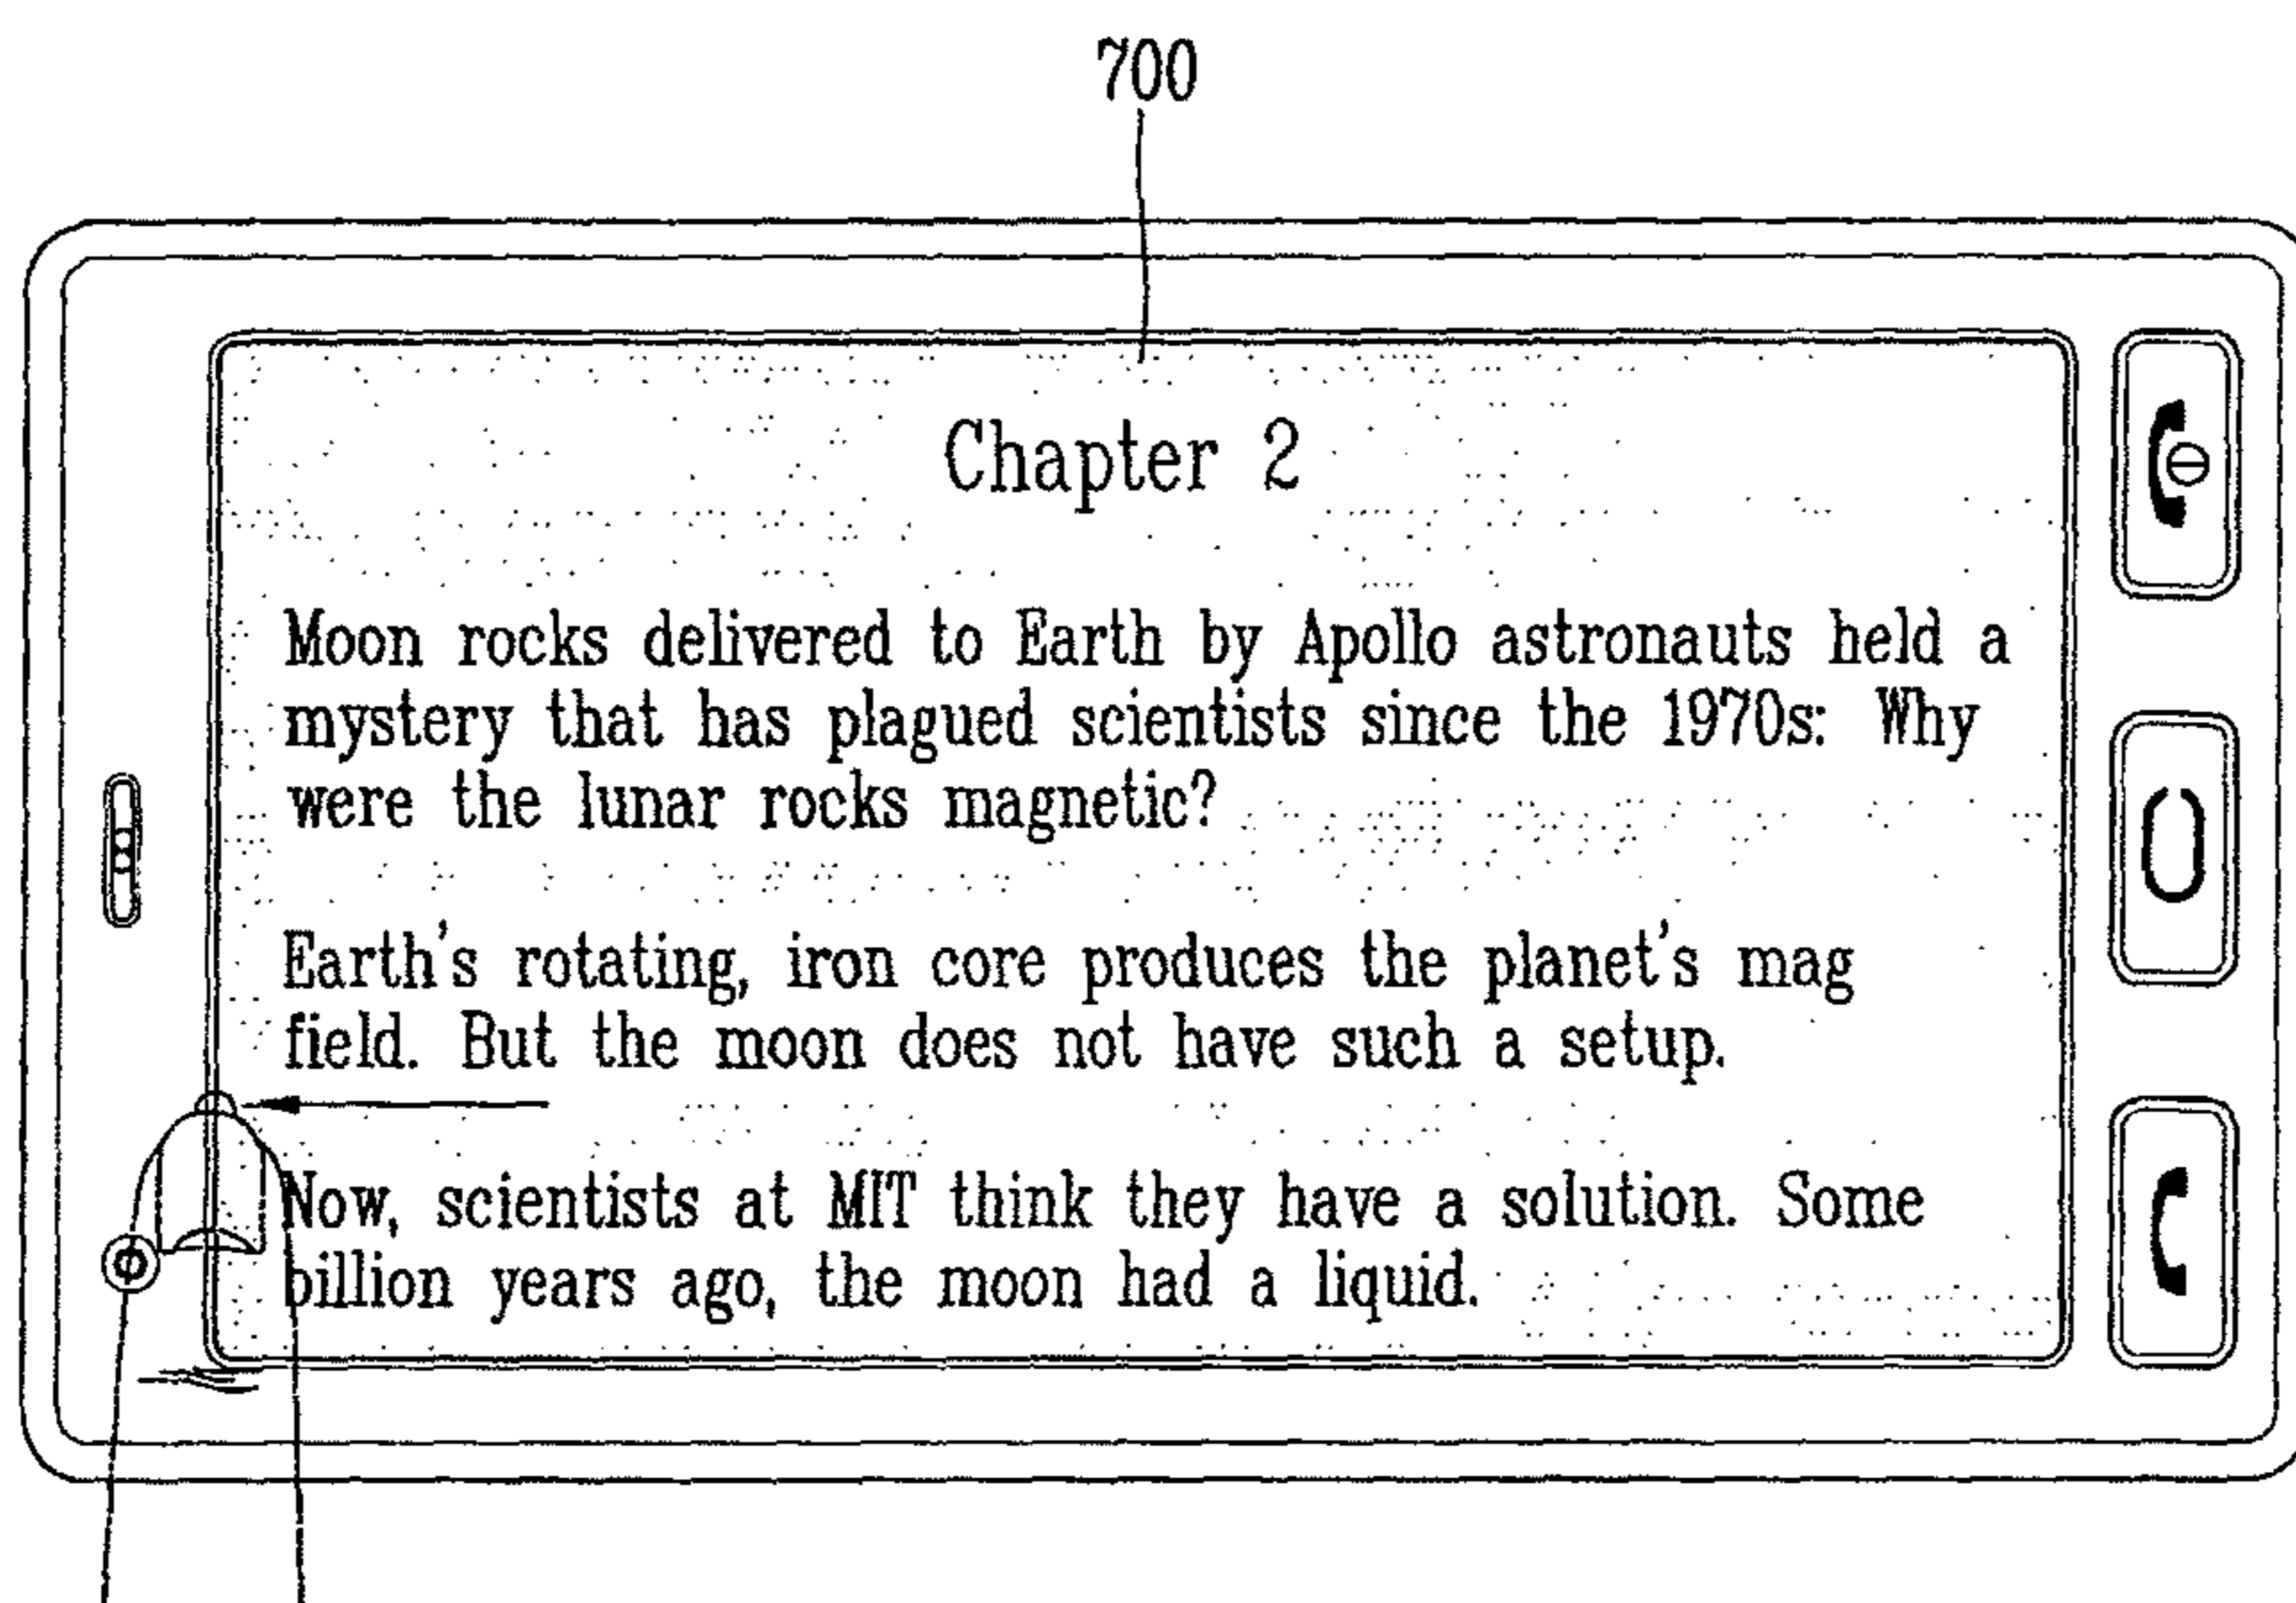 700
Chapter 2
Moon rocks delivered to Earth by Apollo astronauts held a
mystery that has plagued scientists since the 1970s: Why
were the lunar rocks magnetic?
Earth's rotating, iron core produces the planet's mag
field. But the moon does not have such a setup.
Now, scientists at MIT think they have a solution. Some
billion years ago, the moon had a liquid.